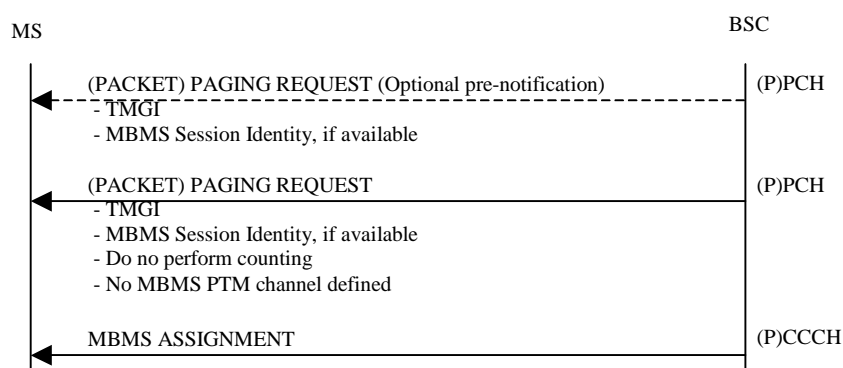 MS
BSC
(PACKET) PAGING REQUEST (Optional pre-notification)
(P)PCH
- TMGI
- MBMS Session Identity, if available
(PACKET) PAGING REQUEST
(P)PCH
- TMGI
- MBMS Session Identity, if available
- Do no perform counting
- No MBMS PTM channel defined
MBMS ASSIGNMENT
(P)CCCH